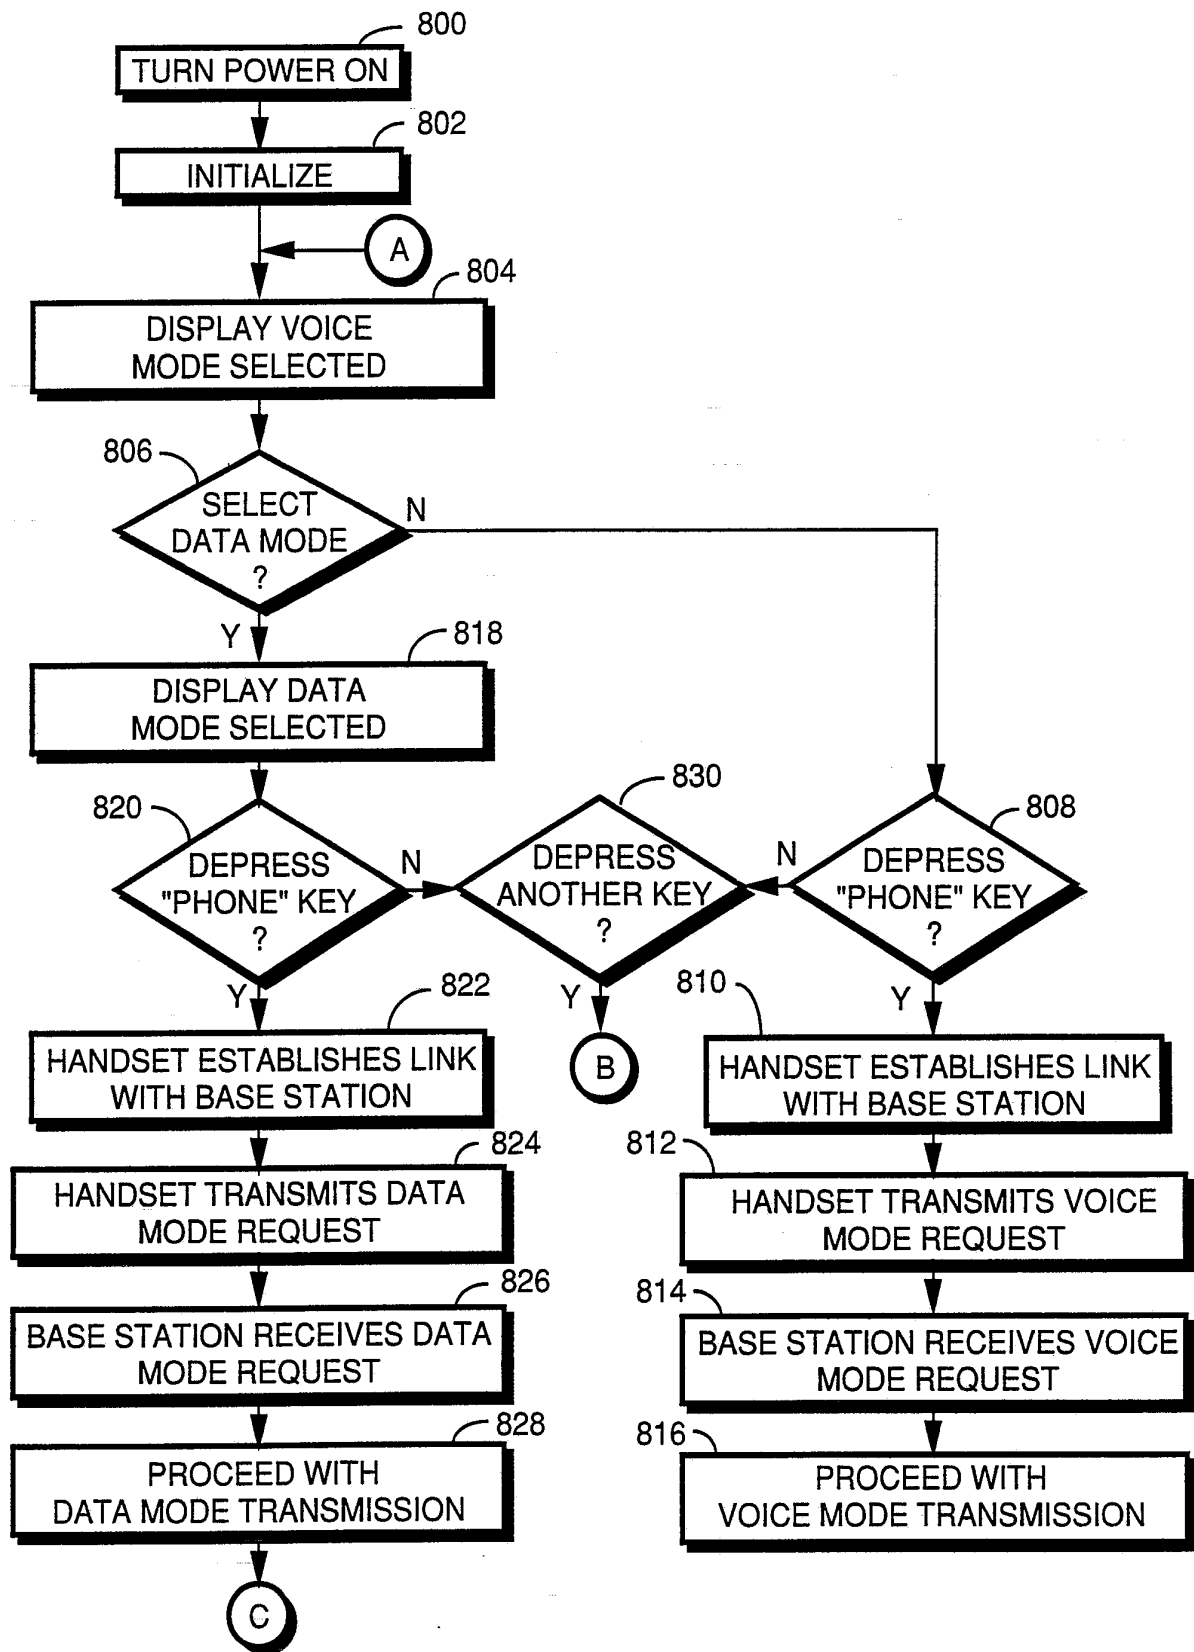 800
TURN POWER ON
802
INITIALIZE
A
804
DISPLAY VOICE
MODE SELECTED
806
SELECT
DATA MODE
?
N
Y
818
DISPLAY DATA
MODE SELECTED
820
DEPRESS
"PHONE" KEY
?
N
830
DEPRESS
ANOTHER KEY
?
N
808
DEPRESS
"PHONE" KEY
?
Y
822
HANDSET ESTABLISHES LINK
WITH BASE STATION
Y
B
810
Y
HANDSET ESTABLISHES LINK
WITH BASE STATION
824
HANDSET TRANSMITS DATA
MODE REQUEST
812
HANDSET TRANSMITS VOICE
MODE REQUEST
826
BASE STATION RECEIVES DATA
MODE REQUEST
814
BASE STATION RECEIVES VOICE
MODE REQUEST
828
PROCEED WITH
DATA MODE TRANSMISSION
816
PROCEED WITH
VOICE MODE TRANSMISSION
C